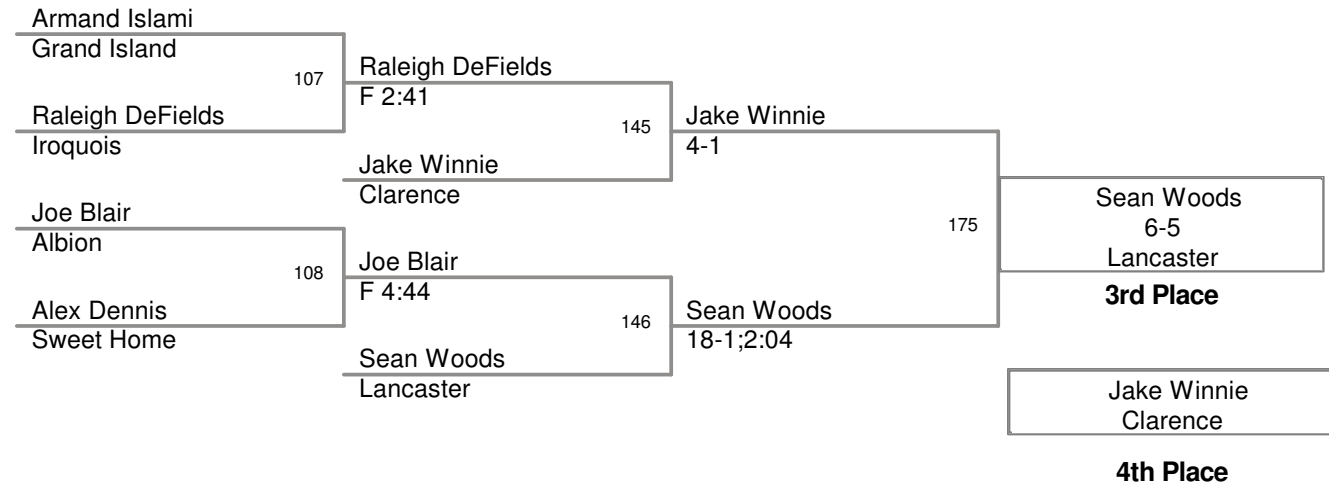 Armand Islami
Grand Island
107
Raleigh DeFields
F 2:41
Raleigh DeFields
Iroquois
145
Jake Winnie
4-1
Jake Winnie
Clarence
Joe Blair
Albion
108
Joe Blair
F 4:44
Alex Dennis
Sweet Home
146
Sean Woods
18-1;2:04
Sean Woods
Lancaster
175
Sean Woods
6-5
Lancaster
3rd Place
Jake Winnie
Clarence
4th Place